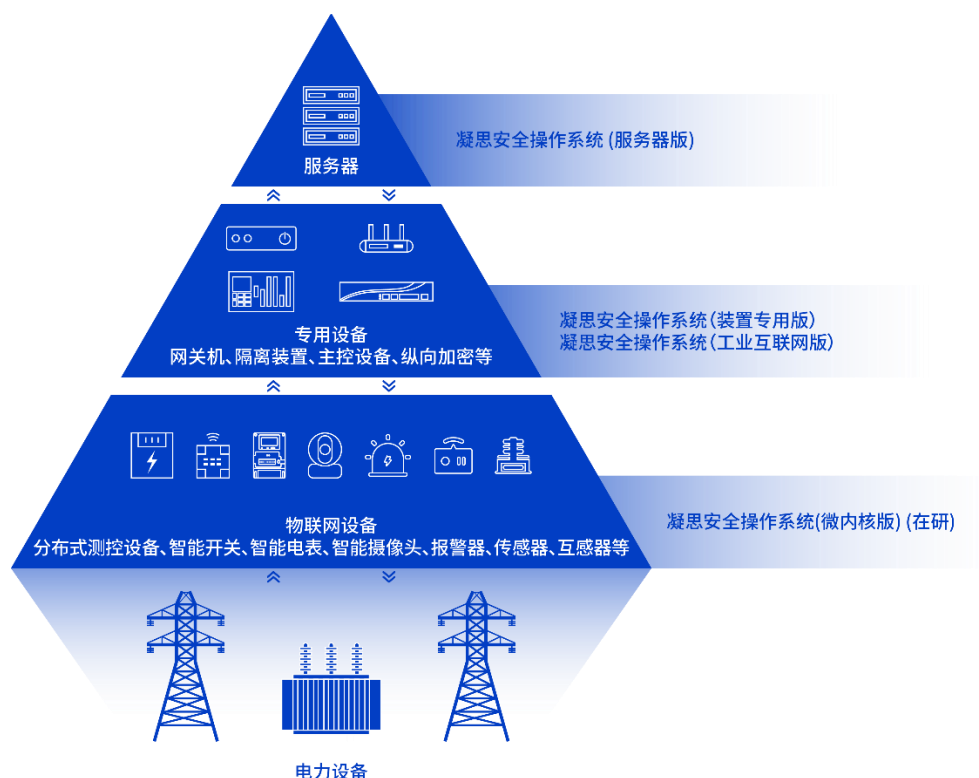 服务器
凝思安全操作系统 (服务器版)
专用设备
网关机、隔离装置、主控设备、纵向加密等
凝思安全操作系统（装置专用版）
凝思安全操作系统（工业互联网版）
物联网设备
分布式测控设备、智能开关、智能电表、智能摄像头、报警器、传感器、互感器等
凝思安全操作系统(微内核版) (在研)
电力设备